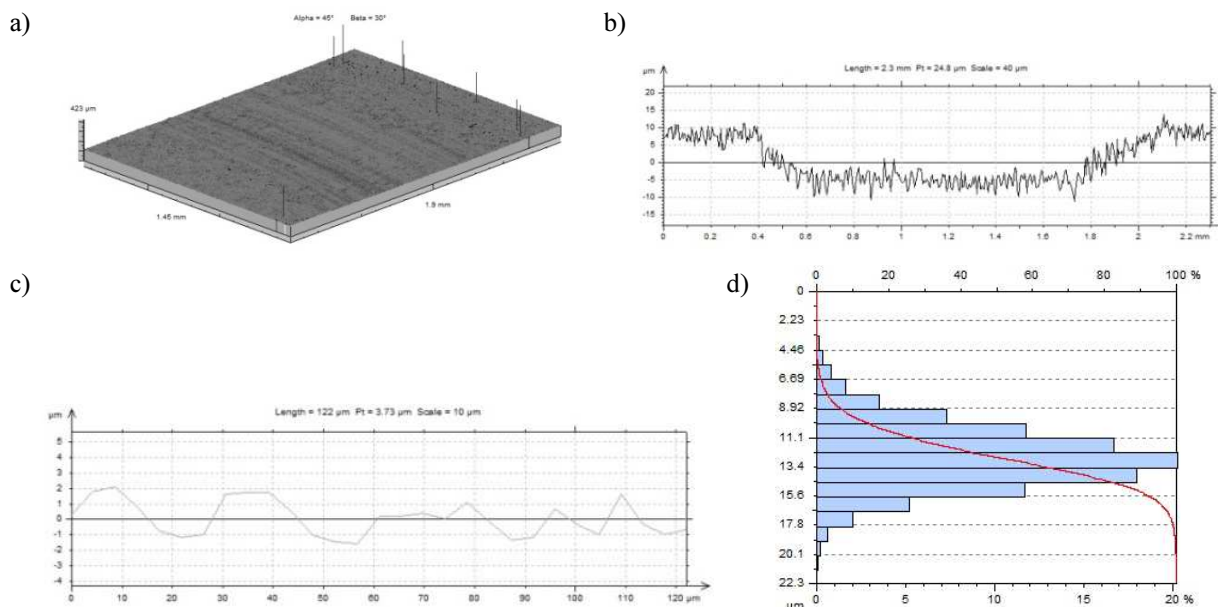 a)
Alpha = 45° Beta = 30°
423 µm
1.45 mm
1.9 mm
b)
µm
Length = 2.3 mm Pt = 24.8 µm Scale = 40 µm
20
15
10
5
0
-5
-10
-15
0 0.2 0.4 0.6 0.8 1 1.2 1.4 1.6 1.8 2 2.2 mm
c)
µm
Length = 122 µm Pt = 3.73 µm Scale = 10 µm
5
4
3
2
1
0
-1
-2
-3
-4
0 10 20 30 40 50 60 70 80 90 100 110 120 µm
d)
0 20 40 60 80 100 %
0
2.23
4.46
6.69
8.92
11.1
13.4
15.6
17.8
20.1
22.3
µm
0 5 10 15 20 %